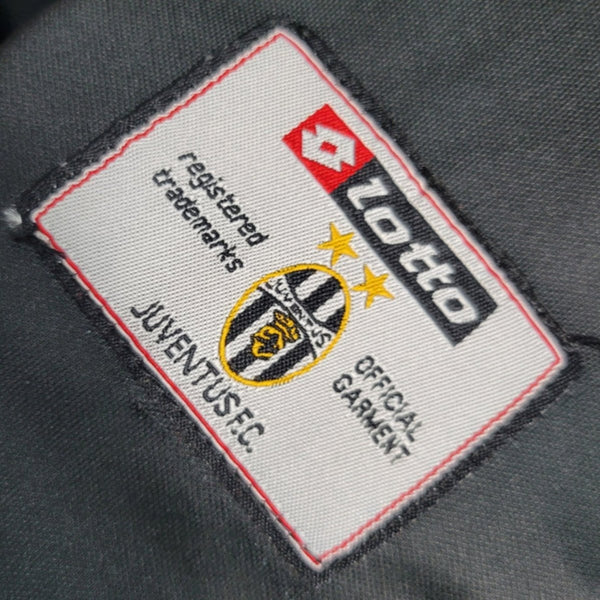 lotto
registered
trademarks
JUVENTUS
OFFICIAL
GARMENT
JUVENTUS F.C.